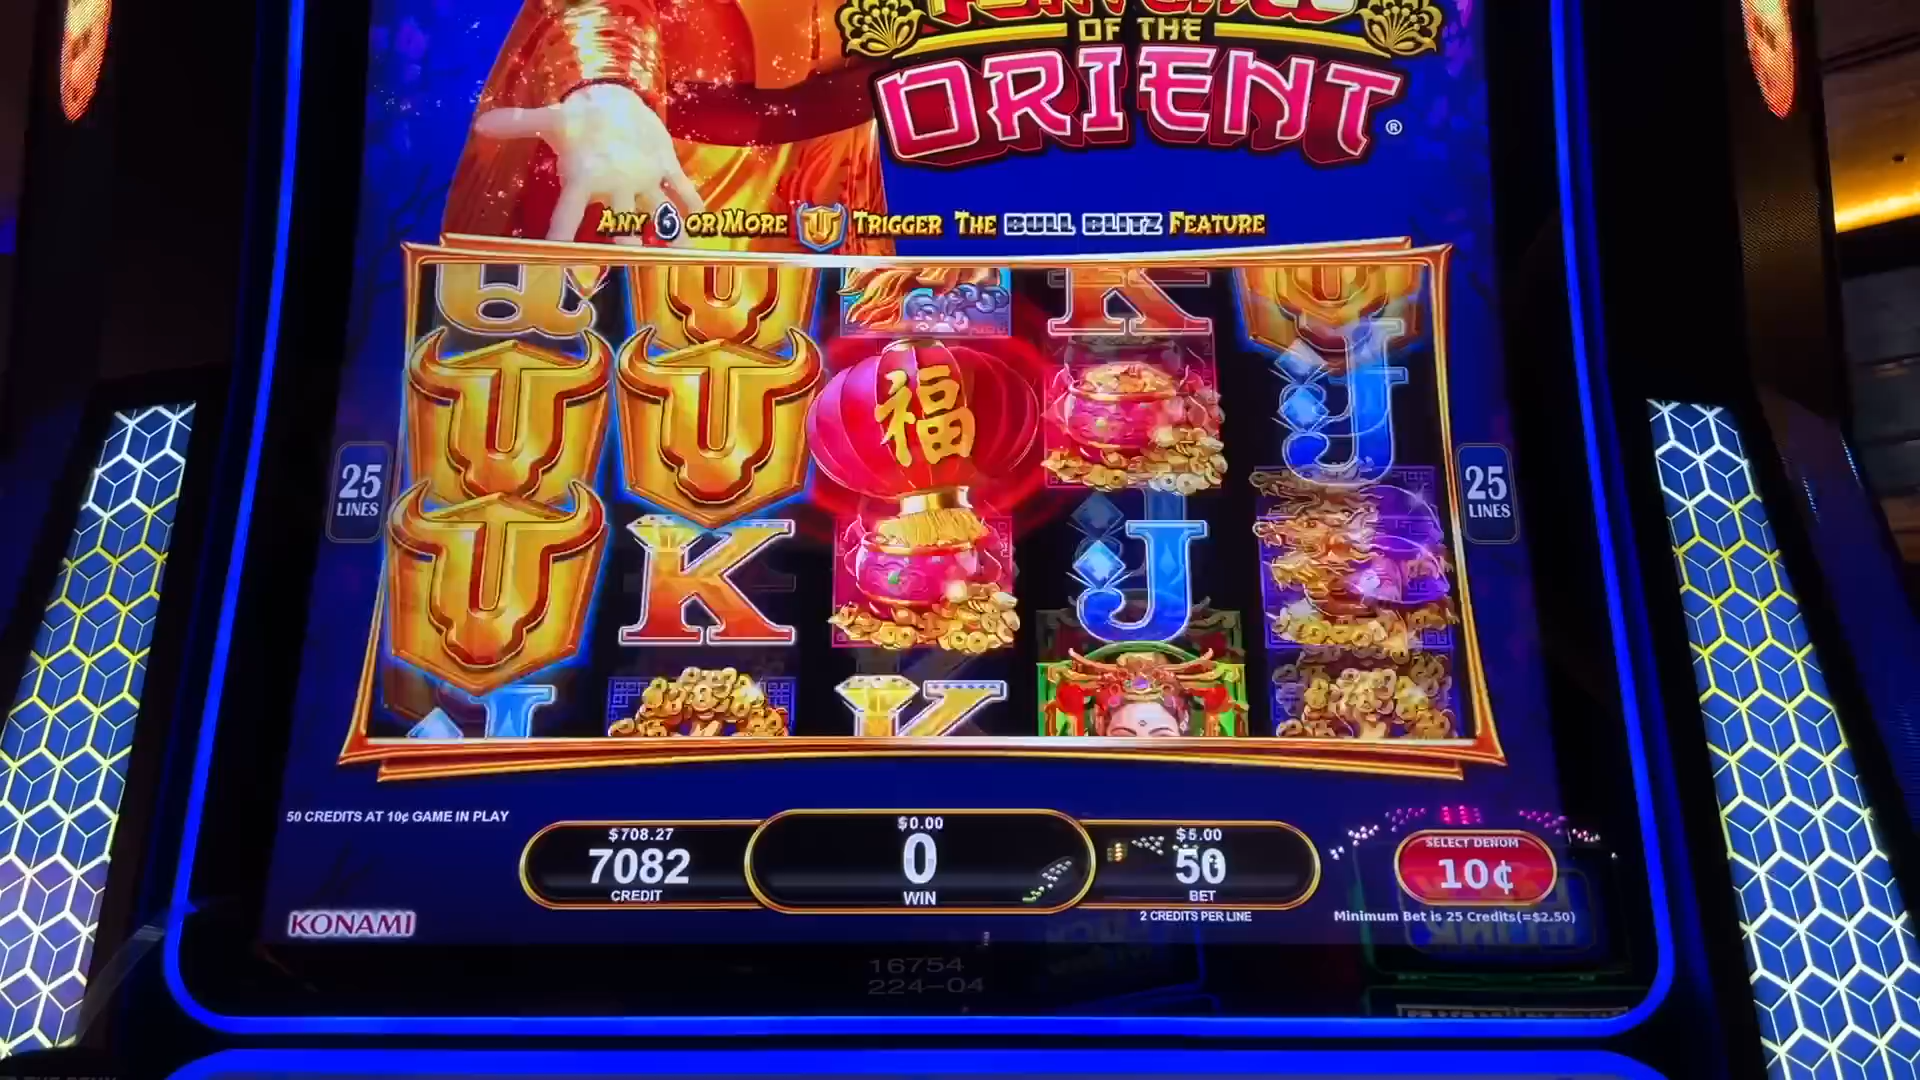 OF THE
ORIENT®
ANY 6 OR MORE TRIGGER THE BULL BLITZ FEATURE
Q
K
J
福
25
LINES
25
LINES
K
J
J
K
50 CREDITS AT 10¢ GAME IN PLAY
$708.27
7082
CREDIT
$0.00
0
WIN
$5.00
50
BET
2 CREDITS PER LINE
SELECT DENOM
10¢
Minimum Bet is 25 Credits(=$2.50)
KONAMI
16754
224-04